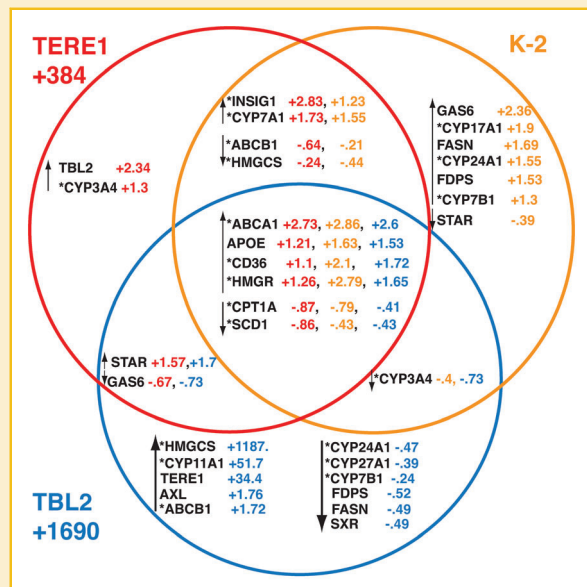 TERE1
+384
K-2
*INSIG1 +2.83, +1.23
*CYP7A1 +1.73, +1.55
*ABCB1 -.64, -.21
*HMGCS -.24, -.44
TBL2 +2.34
*CYP3A4 +1.3
GAS6 +2.36
*CYP17A1 +1.9
FASN +1.69
*CYP24A1 +1.55
FDPS +1.53
*CYP7B1 +1.3
STAR -.39
*ABCA1 +2.73, +2.86, +2.6
APOE +1.21, +1.63, +1.53
*CD36 +1.1, +2.1, +1.72
*HMGR +1.26, +2.79, +1.65
*CPT1A -.87, -.79, -.41
*SCD1 -.86, -.43, -.43
STAR +1.57,+1.7
GAS6 -.67, -.73
*CYP3A4 -.4, -.73
*HMGCS +1187.
*CYP11A1 +51.7
TERE1 +34.4
AXL +1.76
*ABCB1 +1.72
*CYP24A1 -.47
*CYP27A1 -.39
*CYP7B1 -.24
FDPS -.52
FASN -.49
SXR -.49
TBL2
+1690